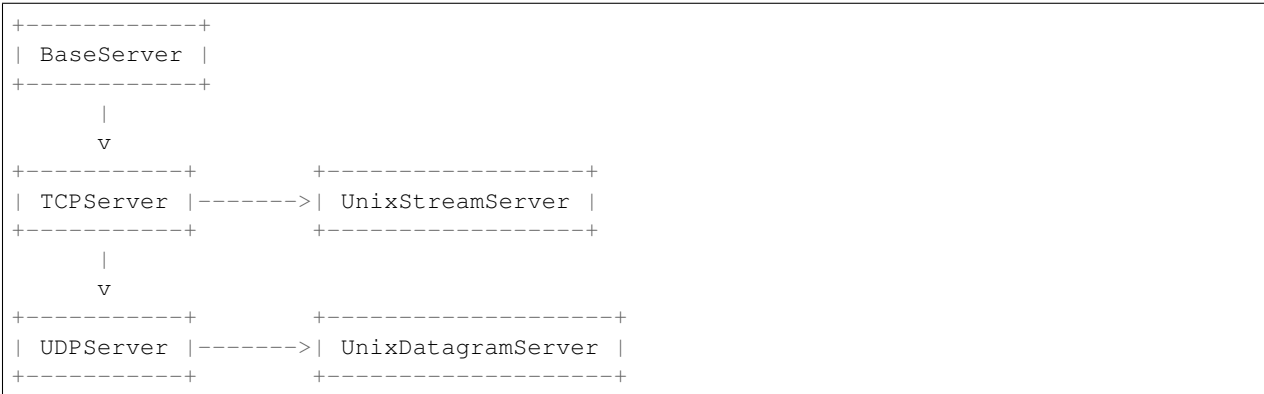 +------------+
| BaseServer |
+------------+
      |
      v
+-----------+        +------------------+
| TCPServer |------->| UnixStreamServer |
+-----------+        +------------------+
      |
      v
+-----------+        +--------------------+
| UDPServer |------->| UnixDatagramServer |
+-----------+        +--------------------+